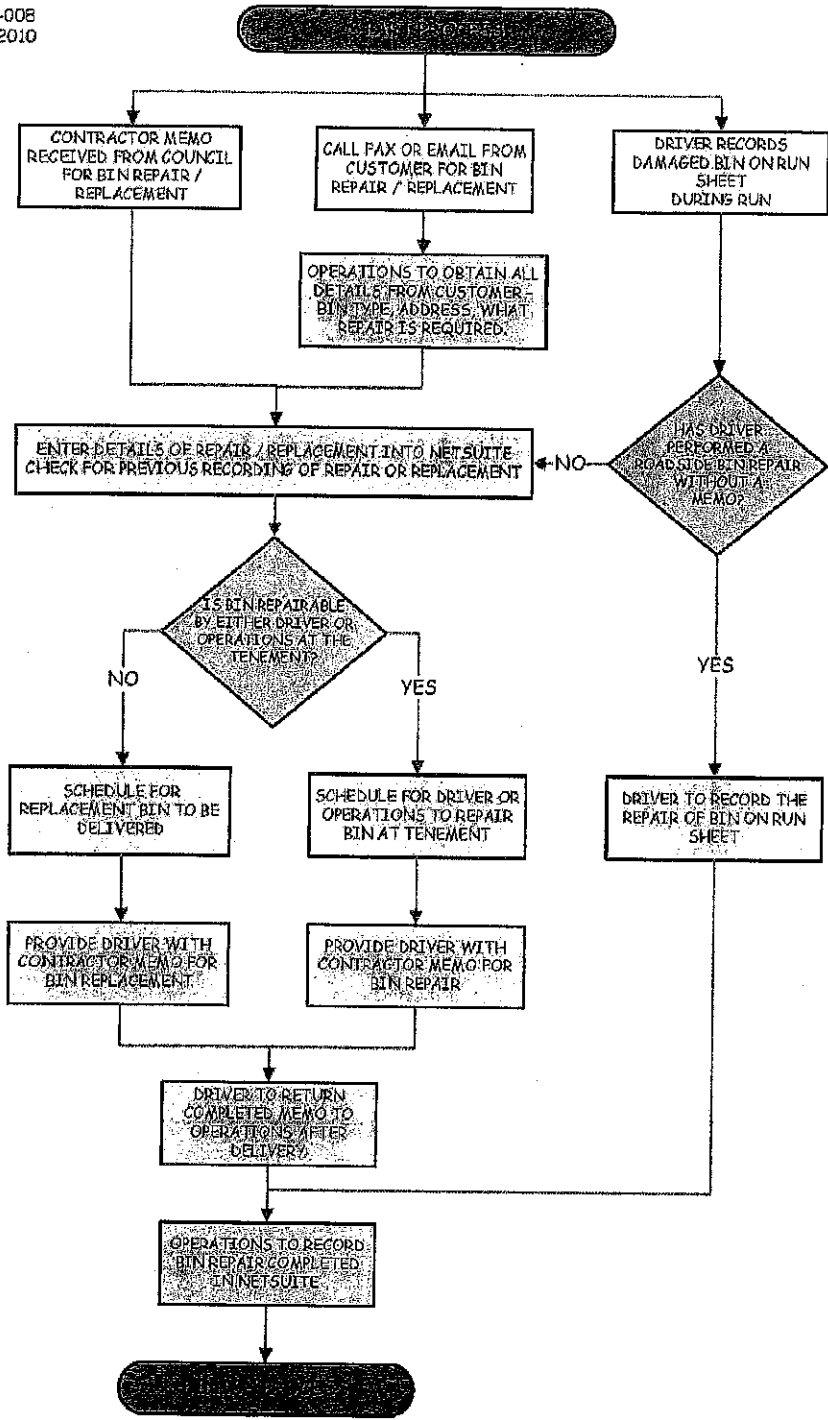 -008
2010
CONTRACTOR MEMO
RECEIVED FROM COUNCIL
FOR BIN REPAIR /
REPLACEMENT
CALL FAX OR EMAIL FROM
CUSTOMER FOR BIN
REPAIR / REPLACEMENT
DRIVER RECORDS
DAMAGED BIN ON RUN
SHEET
DURING RUN
OPERATIONS TO OBTAIN ALL
DETAILS FROM CUSTOMER -
BIN TYPE, ADDRESS, WHAT
REPAIR IS REQUIRED.
HAS DRIVER
PERFORMED A
ROADSIDE BIN REPAIR
WITHOUT A
MEMO?
NO
ENTER DETAILS OF REPAIR / REPLACEMENT INTO NETSUITE
CHECK FOR PREVIOUS RECORDING OF REPAIR OR REPLACEMENT
IS BIN REPAIRABLE
BY EITHER DRIVER OR
OPERATIONS AT THE
TENEMENT?
NO
YES
YES
SCHEDULE FOR
REPLACEMENT BIN TO BE
DELIVERED
SCHEDULE FOR DRIVER OR
OPERATIONS TO REPAIR
BIN AT TENEMENT
DRIVER TO RECORD THE
REPAIR OF BIN ON RUN
SHEET
PROVIDE DRIVER WITH
CONTRACTOR MEMO FOR
BIN REPLACEMENT
PROVIDE DRIVER WITH
CONTRACTOR MEMO FOR
BIN REPAIR
DRIVER TO RETURN
COMPLETED MEMO TO
OPERATIONS AFTER
DELIVERY
OPERATIONS TO RECORD
BIN REPAIR COMPLETED
IN NETSUITE